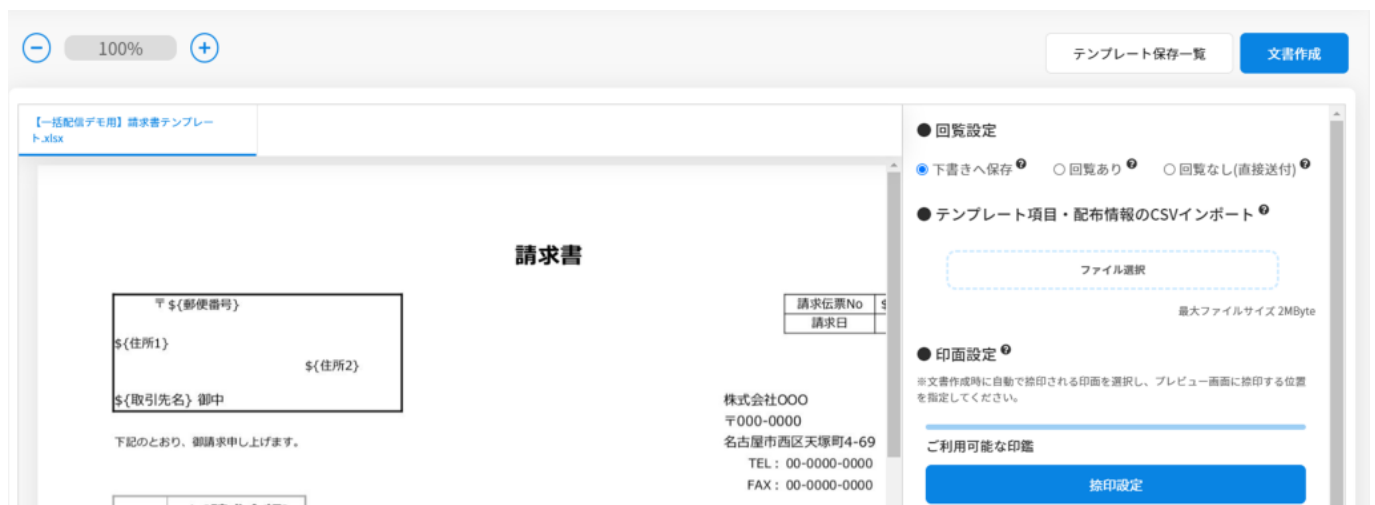 100%
テンプレート保存一覧
文書作成
【一括配信デモ用】請求書テンプレー
ト.xlsx
請求書
〒 ${郵便番号}
${住所1}
${住所2}
${取引先名} 御中
下記のとおり、御請求申し上げます。
請求伝票No
請求日
株式会社OOO
〒000-0000
名古屋市西区天塚町4-69
TEL : 00-0000-0000
FAX : 00-0000-0000
● 回覧設定
下書きへ保存 ?
回覧あり ?
回覧なし(直接送付) ?
● テンプレート項目・配布情報のCSVインポート ?
ファイル選択
最大ファイルサイズ 2MByte
● 印面設定 ?
※文書作成時に自動で捺印される印面を選択し、プレビュー画面に捺印する位置
を指定してください。
ご利用可能な印鑑
捺印設定